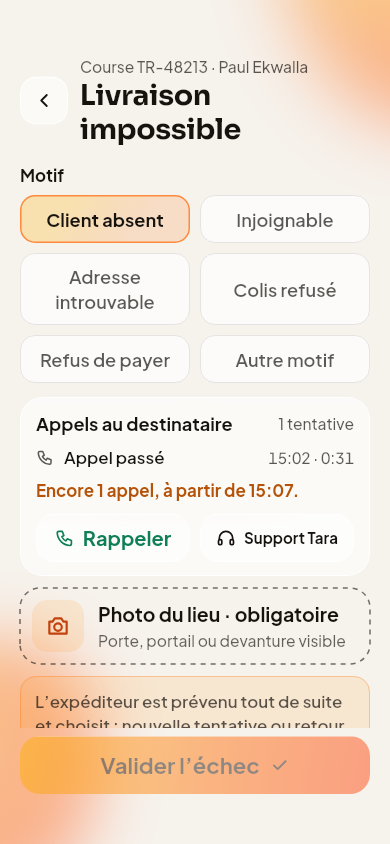 Course TR-48213 · Paul Ekwalla
Livraison
impossible
Motif
Client absent
Injoignable
Adresse
introuvable
Colis refusé
Refus de payer
Autre motif
Appels au destinataire
1 tentative
Appel passé
15:02 · 0:31
Encore 1 appel, à partir de 15:07.
Rappeler
Support Tara
Photo du lieu · obligatoire
Porte, portail ou devanture visible
L’expéditeur est prévenu tout de suite
et choisit : nouvelle tentative ou retour
Valider l’échec